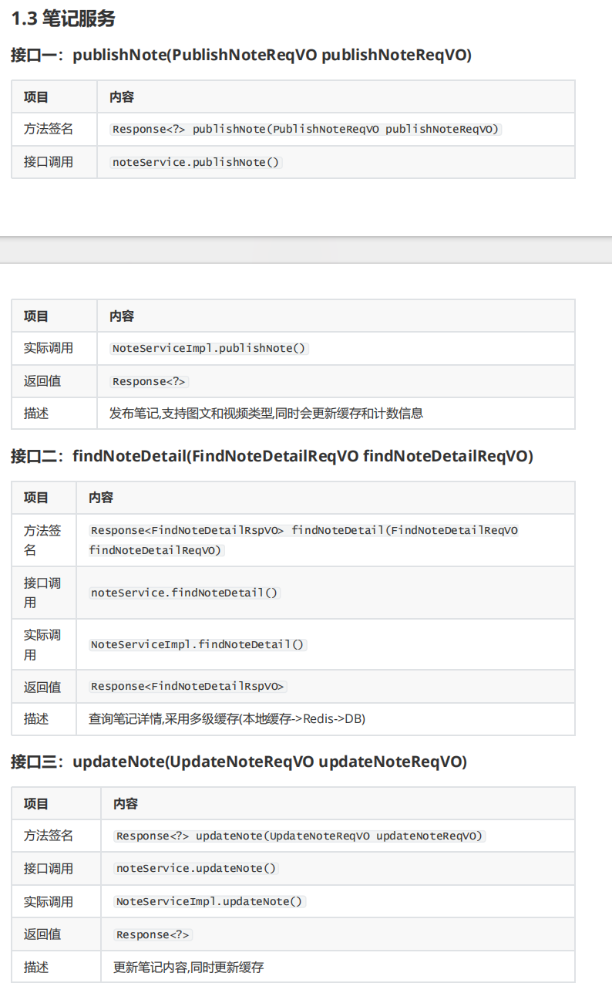 1.3 笔记服务
接口一：publishNote(PublishNoteReqVO publishNoteReqVO)
项目 内容
方法签名 Response<?> publishNote(PublishNoteReqVO publishNoteReqVO)
接口调用 noteService.publishNote()
项目 内容
实际调用 NoteServiceImpl.publishNote()
返回值 Response<?>
描述 发布笔记,支持图文和视频类型,同时会更新缓存和计数信息
接口二：findNoteDetail(FindNoteDetailReqVO findNoteDetailReqVO)
项目 内容
方法签 Response<FindNoteDetailRspVO> findNoteDetail(FindNoteDetailReqVO
名 findNoteDetailReqVO)
接口调
用 noteService.findNoteDetail()
实际调
用 NoteServiceImpl.findNoteDetail()
返回值 Response<FindNoteDetailRspVO>
描述 查询笔记详情,采用多级缓存(本地缓存->Redis->DB)
接口三：updateNote(UpdateNoteReqVO updateNoteReqVO)
项目 内容
方法签名 Response<?> updateNote(UpdateNoteReqVO updateNoteReqVO)
接口调用 noteService.updateNote()
实际调用 NoteServiceImpl.updateNote()
返回值 Response<?>
描述 更新笔记内容,同时更新缓存